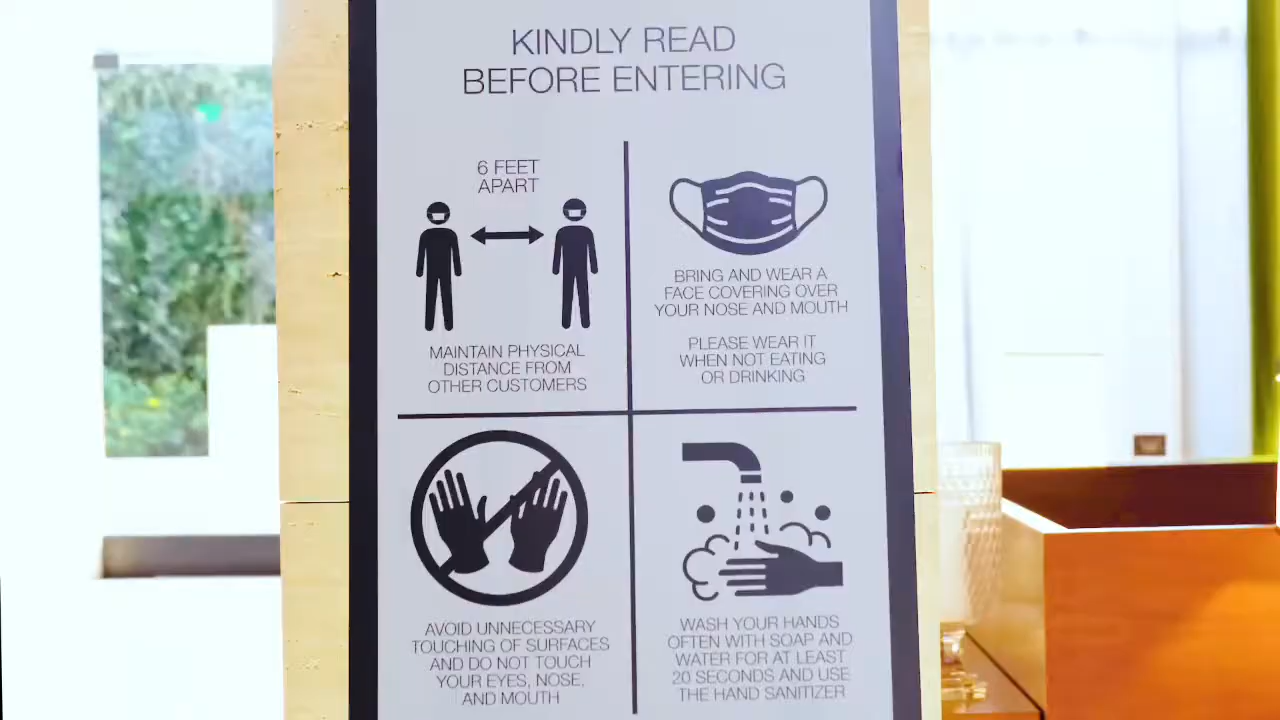 KINDLY READ
BEFORE ENTERING
6 FEET
APART
MAINTAIN PHYSICAL
DISTANCE FROM
OTHER CUSTOMERS
BRING AND WEAR A
FACE COVERING OVER
YOUR NOSE AND MOUTH
PLEASE WEAR IT
WHEN NOT EATING
OR DRINKING
AVOID UNNECESSARY
TOUCHING OF SURFACES
AND DO NOT TOUCH
YOUR EYES, NOSE,
AND MOUTH
WASH YOUR HANDS
OFTEN WITH SOAP AND
WATER FOR AT LEAST
20 SECONDS AND USE
THE HAND SANITIZER